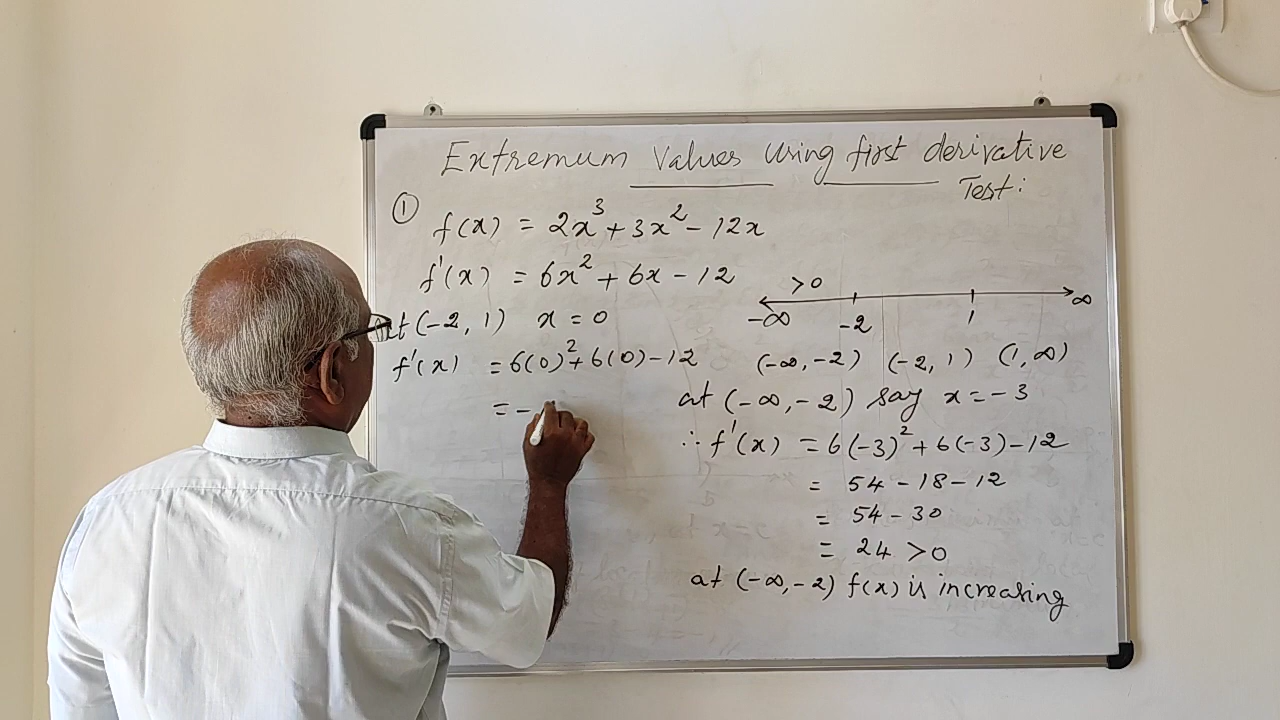 Extremum values using first derivative
Test:
① f(x) = 2x³ + 3x² - 12x
f'(x) = 6x² + 6x - 12
at (-2, 1) x = 0
f'(x) = 6(0)² + 6(0) - 12
= -
>0
-∞ -2 1 ∞
(-∞, -2) (-2, 1) (1, ∞)
at (-∞, -2) say x = -3
∴ f'(x) = 6(-3)² + 6(-3) - 12
= 54 - 18 - 12
= 54 - 30
= 24 > 0
at (-∞, -2) f(x) is increasing